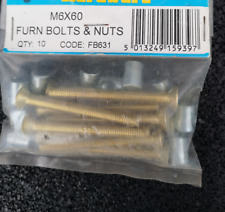 M6X60
FURN BOLTS & NUTS
QTY: 10 CODE: FB631
5 013249 159397